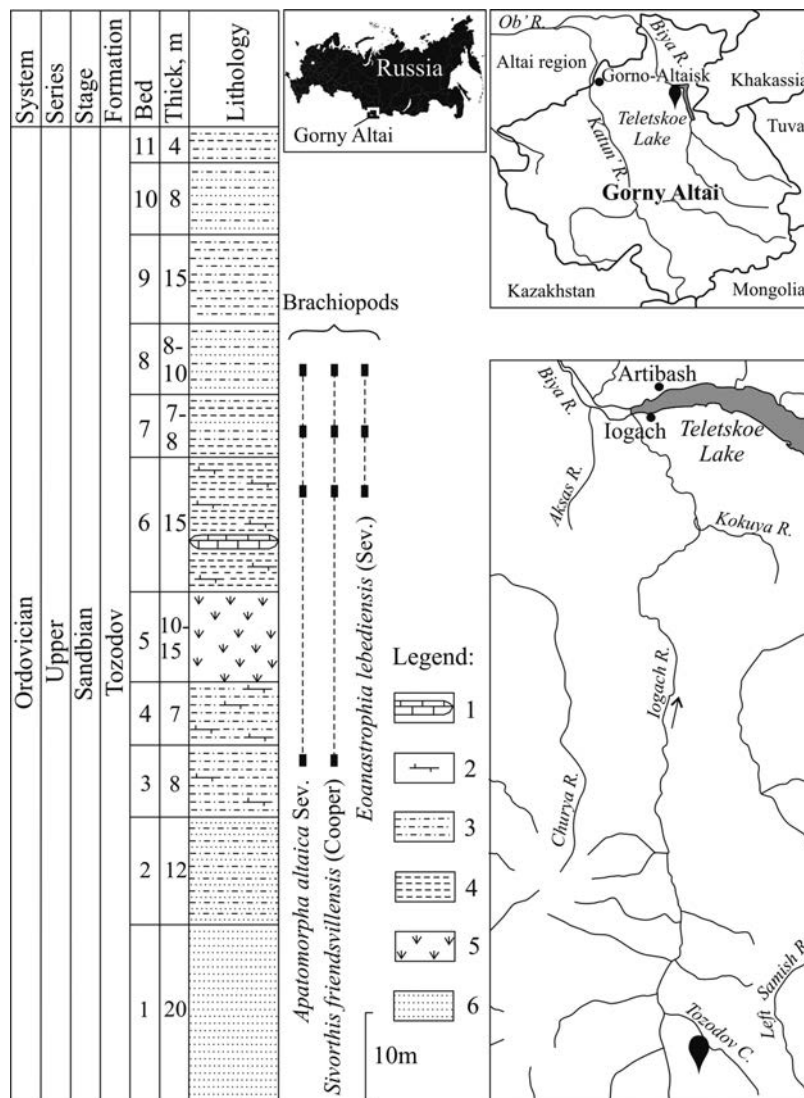 System
Series
Stage
Formation
Bed
Thick, m
Lithology
11 4
10 8
9 15
8 8-
10
7 7-
8
6 15
5 10-
15
4 7
3 8
2 12
1 20
Ordovician
Upper
Sandbian
Tozodov
Russia
Gorny Altai
Brachiopods
Apatomorpha altaica Sev.
Sivorthis friendsvillensis (Cooper)
Eoanastrophia lebediensis (Sev.)
Legend:
1
2
3
4
5
6
10m
Ob' R.
Biya R.
Altai region
Gorno-Altaisk
Khakassia
Teletskoe
Lake
Tuva
Katun' R.
Gorny Altai
Kazakhstan
Mongolia
Biya R.
Artibash
Iogach
Teletskoe
Lake
Aksas R.
Kokuya R.
Iogach R.
Churya R.
Left Samish R.
Tozodov C.